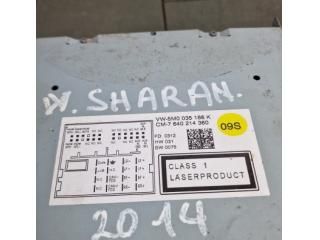 W. SHARAN.
VW-5M0 035 186 K
CM-7 640 214 360
09S
FD 0312
HW 031
SW 0075
CLASS 1
LASERPRODUCT
2014